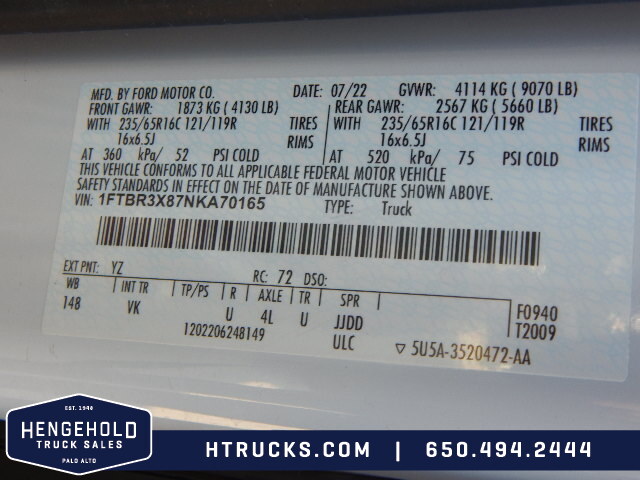 MFD. BY FORD MOTOR CO. DATE: 07/22 GVWR: 4114 KG ( 9070 LB)
FRONT GAWR: 1873 KG ( 4130 LB) REAR GAWR: 2567 KG ( 5660 LB)
WITH 235/65R16C 121/119R TIRES WITH 235/65R16C 121/119R TIRES
16x6.5J RIMS 16x6.5J RIMS
AT 360 kPa/ 52 PSI COLD AT 520 kPa/ 75 PSI COLD
THIS VEHICLE CONFORMS TO ALL APPLICABLE FEDERAL MOTOR VEHICLE
SAFETY STANDARDS IN EFFECT ON THE DATE OF MANUFACTURE SHOWN ABOVE.
VIN: 1FTBR3X87NKA70165 TYPE: Truck
EXT PNT: YZ RC: 72 DSO:
WB INT TR TP/PS R AXLE TR SPR F0940
148 VK U 4L U JJDD T2009
1202206248149 ULC ▽ 5U5A-3520472-AA
EST. 1940
HENGEHOLD
TRUCK SALES
PALO ALTO
HTRUCKS.COM | 650.494.2444